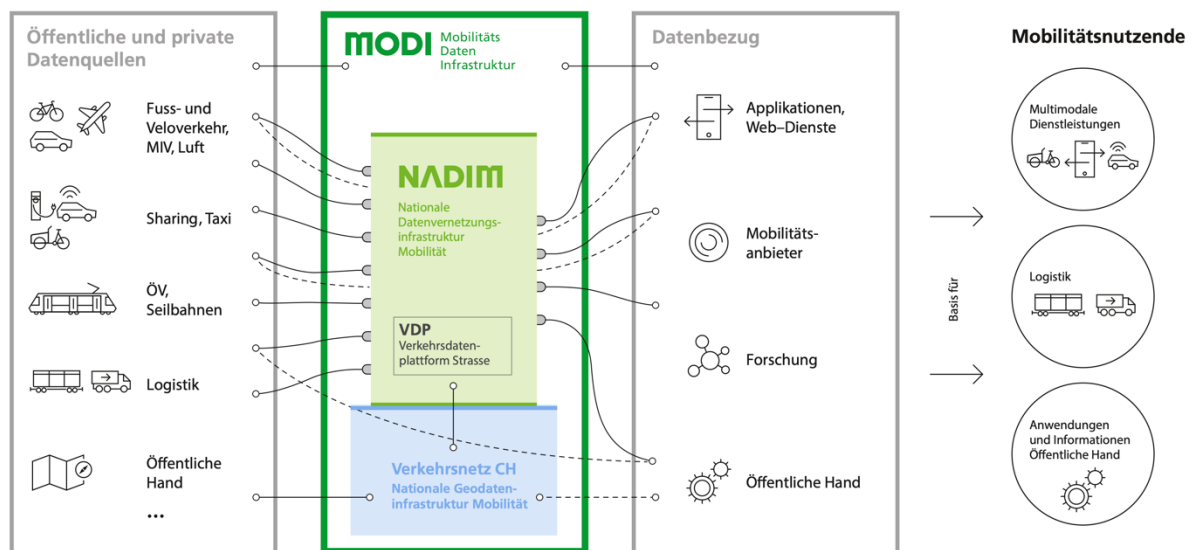 Öffentliche und private
Datenquellen
Fuss- und
Veloverkehr,
MIV, Luft
Sharing, Taxi
ÖV,
Seilbahnen
Logistik
Öffentliche
Hand
...
MODI
Mobilitäts
Daten
Infrastruktur
NADIM
Nationale
Datenvernetzungs-
infrastruktur
Mobilität
VDP
Verkehrsdaten-
plattform Strasse
Verkehrsnetz CH
Nationale Geodaten-
infrastruktur Mobilität
Datenbezug
Applikationen,
Web–Dienste
Mobilitäts-
anbieter
Forschung
Öffentliche Hand
Basis für
Mobilitätsnutzende
Multimodale
Dienstleistungen
Logistik
Anwendungen
und Informationen
Öffentliche Hand